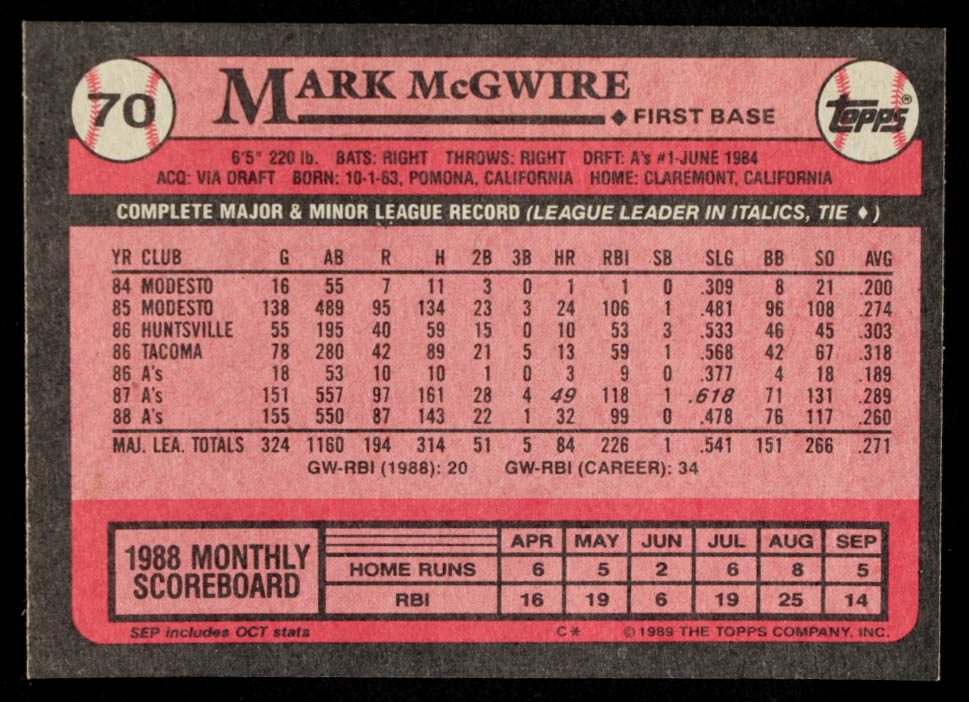 70 MARK McGWIRE topps®
◆ FIRST BASE
6'5" 220 lb. BATS: RIGHT THROWS: RIGHT DRFT: A's #1-JUNE 1984
ACQ: VIA DRAFT BORN: 10-1-63, POMONA, CALIFORNIA HOME: CLAREMONT, CALIFORNIA
COMPLETE MAJOR & MINOR LEAGUE RECORD (LEAGUE LEADER IN ITALICS, TIE ♦ )
YR CLUB G AB R H 2B 3B HR RBI SB SLG BB SO AVG
84 MODESTO 16 55 7 11 3 0 1 1 0 .309 8 21 .200
85 MODESTO 138 489 95 134 23 3 24 106 1 .481 96 108 .274
86 HUNTSVILLE 55 195 40 59 15 0 10 53 3 .533 46 45 .303
86 TACOMA 78 280 42 89 21 5 13 59 1 .568 42 67 .318
86 A's 18 53 10 10 1 0 3 9 0 .377 4 18 .189
87 A's 151 557 97 161 28 4 49 118 1 .618 71 131 .289
88 A's 155 550 87 143 22 1 32 99 0 .478 76 117 .260
MAJ. LEA. TOTALS 324 1160 194 314 51 5 84 226 1 .541 151 266 .271
GW-RBI (1988): 20 GW-RBI (CAREER): 34
1988 MONTHLY SCOREBOARD
APR MAY JUN JUL AUG SEP
HOME RUNS 6 5 2 6 8 5
RBI 16 19 6 19 25 14
SEP includes OCT stats C* © 1989 THE TOPPS COMPANY, INC.